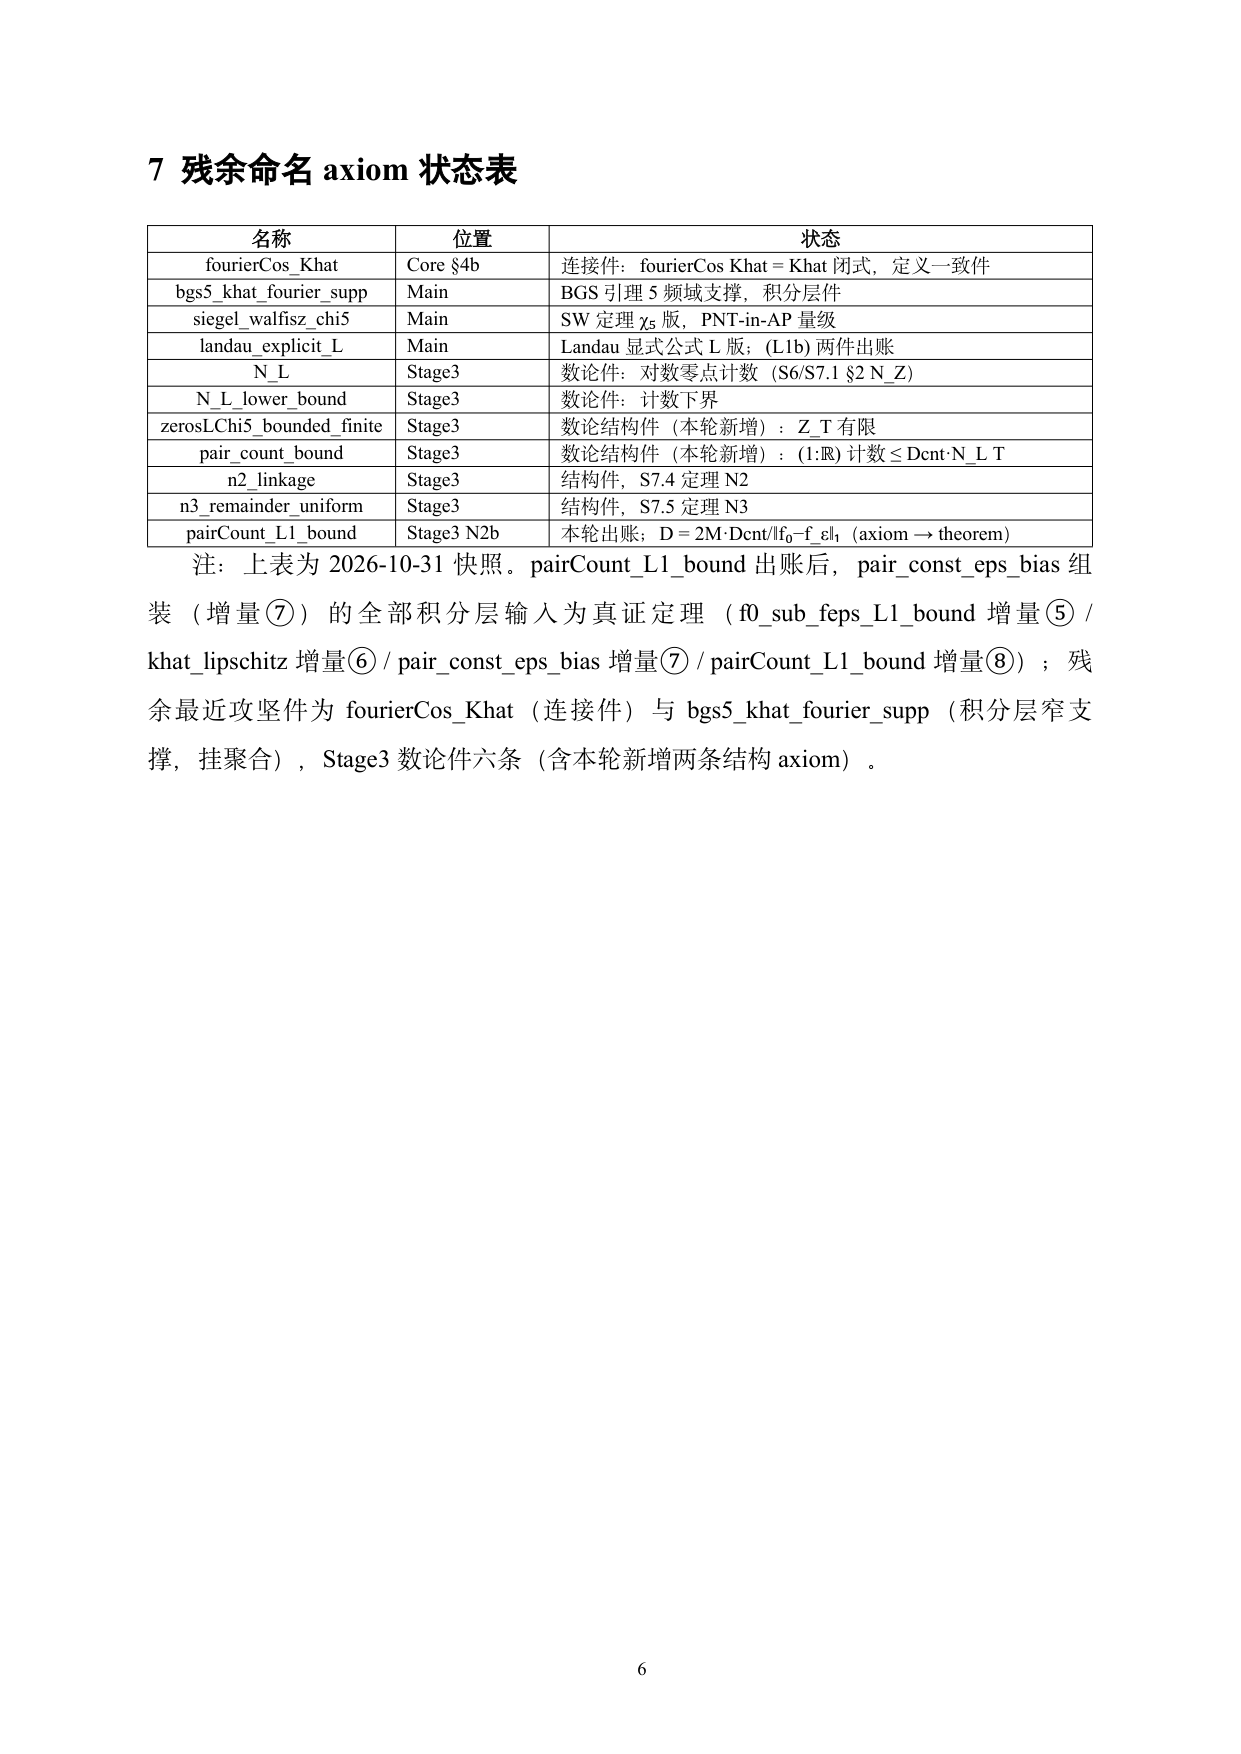 7 残余命名 axiom 状态表
名称 位置 状态
fourierCos_Khat Core §4b 连接件：fourierCos Khat = Khat 闭式，定义一致件
bgs5_khat_fourier_supp Main BGS 引理 5 频域支撑，积分层件
siegel_walfisz_chi5 Main SW 定理 χ₅ 版，PNT-in-AP 量级
landau_explicit_L Main Landau 显式公式 L 版；(L1b) 两件出账
N_L Stage3 数论件：对数零点计数（S6/S7.1 §2 N_Z）
N_L_lower_bound Stage3 数论件：计数下界
zerosLChi5_bounded_finite Stage3 数论结构件（本轮新增）：Z_T 有限
pair_count_bound Stage3 数论结构件（本轮新增）：(1:ℝ) 计数 ≤ Dcnt·N_L T
n2_linkage Stage3 结构件，S7.4 定理 N2
n3_remainder_uniform Stage3 结构件，S7.5 定理 N3
pairCount_L1_bound Stage3 N2b 本轮出账；D = 2M·Dcnt/‖f₀−f_ε‖₁（axiom → theorem）
注：上表为 2026-10-31 快照。pairCount_L1_bound 出账后，pair_const_eps_bias 组
装（增量⑦）的全部积分层输入为真证定理（f0_sub_feps_L1_bound 增量⑤ /
khat_lipschitz 增量⑥ / pair_const_eps_bias 增量⑦ / pairCount_L1_bound 增量⑧）；残
余最近攻坚件为 fourierCos_Khat（连接件）与 bgs5_khat_fourier_supp（积分层窄支
撑，挂聚合），Stage3 数论件六条（含本轮新增两条结构 axiom）。
6